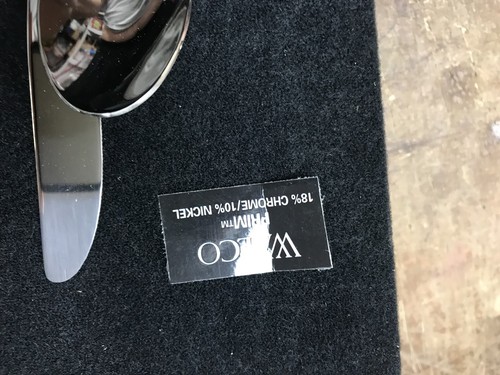 WALCO
PRIM™
18% CHROME/10% NICKEL